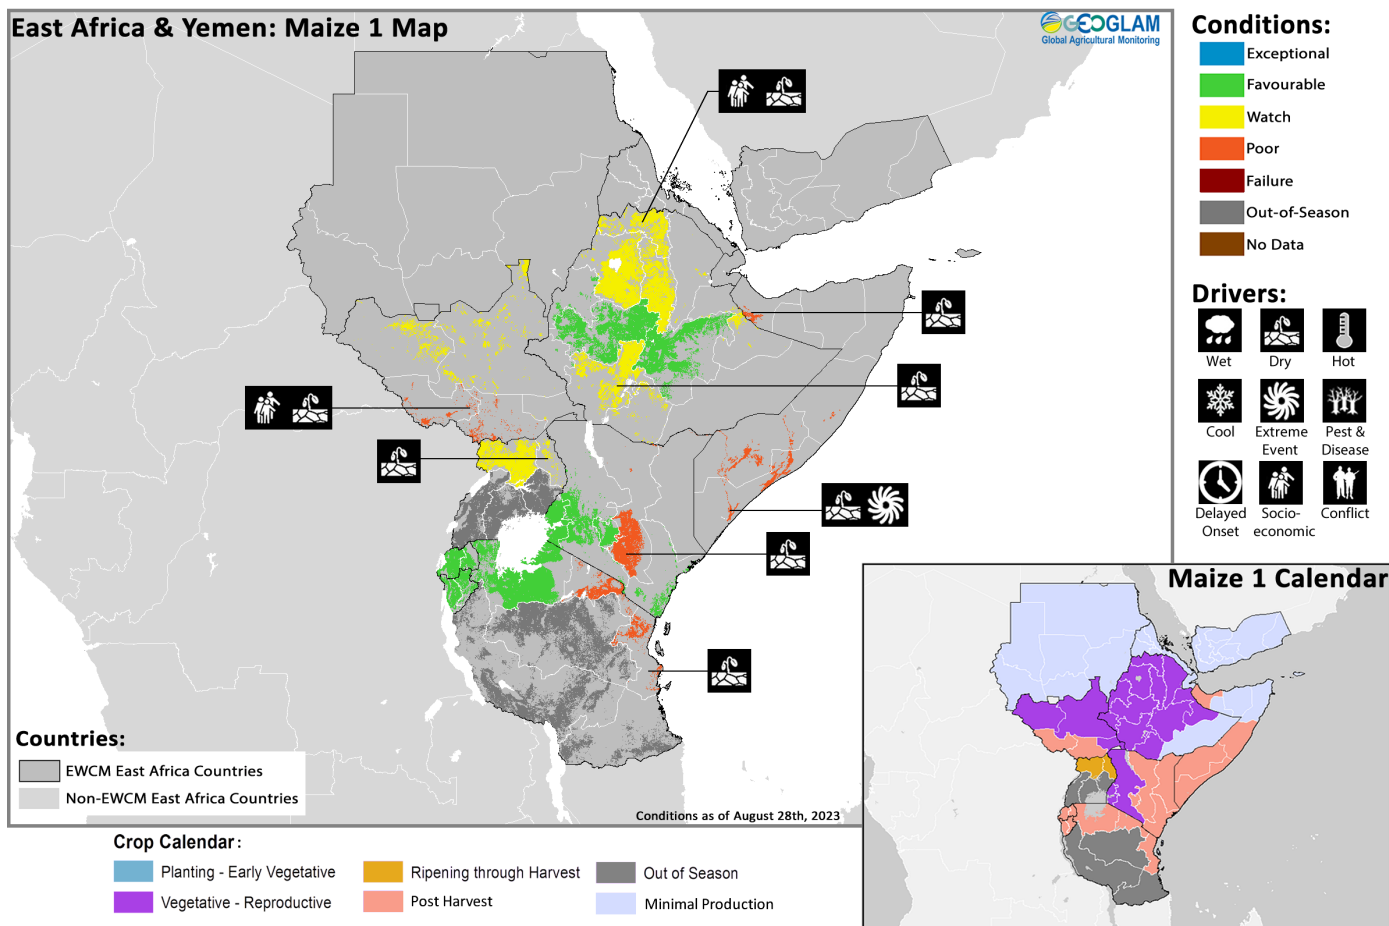 East Africa & Yemen: Maize 1 Map
GEOGLAM
Global Agricultural Monitoring
Conditions:
Exceptional
Favourable
Watch
Poor
Failure
Out-of-Season
No Data
Drivers:
Wet
Dry
Hot
Cool
Extreme
Event
Pest &
Disease
Delayed
Onset
Socio-
economic
Conflict
Maize 1 Calendar
Countries:
EWCM East Africa Countries
Non-EWCM East Africa Countries
Conditions as of August 28th, 2023
Crop Calendar:
Planting - Early Vegetative
Ripening through Harvest
Out of Season
Vegetative - Reproductive
Post Harvest
Minimal Production